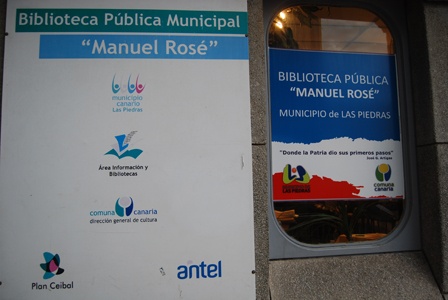 Biblioteca Pública Municipal
“Manuel Rosé”
municipio
canario
Las Piedras
Área Información y
Bibliotecas
comuna canaria
dirección general de cultura
Plan Ceibal
antel
BIBLIOTECA PÚBLICA
“MANUEL ROSÉ”
MUNICIPIO de LAS PIEDRAS
"Donde la Patria dio sus primeros pasos"
José G. Artigas
LAS PIEDRAS
comuna
canaria